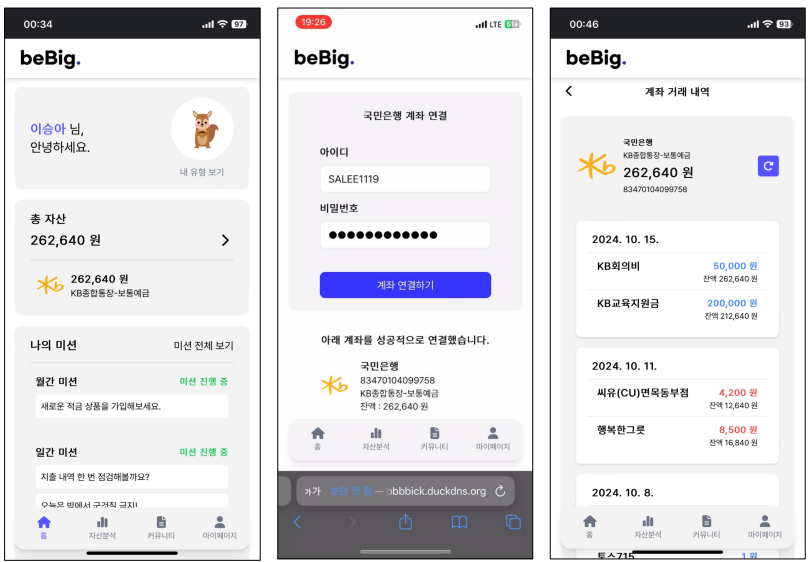 00:34
97
beBig.
이승아 님,
안녕하세요.
내 유형 보기
총 자산
262,640 원
262,640 원
KB종합통장-보통예금
나의 미션
미션 전체 보기
월간 미션
미션 진행 중
새로운 적금 상품을 가입해보세요.
일간 미션
미션 진행 중
지출 내역 한 번 점검해볼까요?
오늘은 밖에서 군것질 금지!
홈
자산분석
커뮤니티
마이페이지
19:26
LTE
beBig.
국민은행 계좌 연결
아이디
SALEE1119
비밀번호
●●●●●●●●●●●●
계좌 연결하기
아래 계좌를 성공적으로 연결했습니다.
국민은행
83470104099758
KB종합통장-보통예금
잔액 : 262,640 원
홈
자산분석
커뮤니티
마이페이지
가가 보안 안 됨 — bbbick.duckdns.org
00:46
93
beBig.
계좌 거래 내역
국민은행
KB종합통장-보통예금
262,640 원
83470104099758
2024. 10. 15.
KB회의비
50,000 원
잔액 262,640 원
KB교육지원금
200,000 원
잔액 212,640 원
2024. 10. 11.
씨유(CU)면목동부점
4,200 원
잔액 12,640 원
행복한그릇
8,500 원
잔액 16,840 원
2024. 10. 8.
홈
자산분석
커뮤니티
마이페이지
토스715
1 원